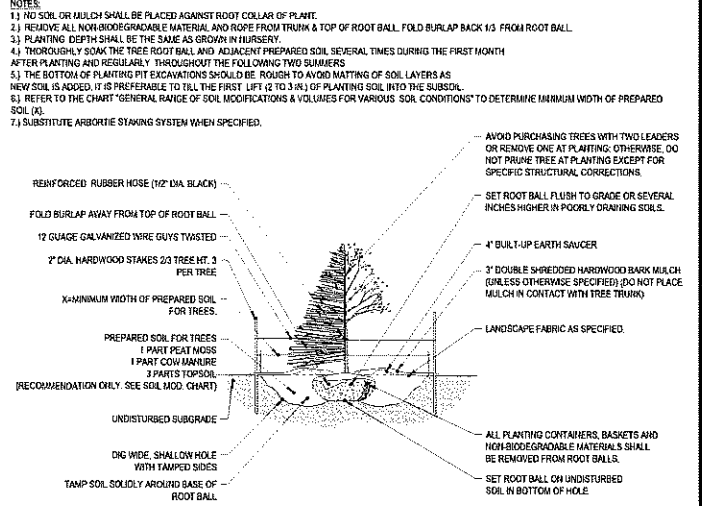 NOTES:
1.) NO SOIL OR MULCH SHALL BE PLACED AGAINST ROOT COLLAR OF PLANT.
2.) REMOVE ALL NON-BIODEGRADABLE MATERIAL AND ROPE FROM TRUNK & TOP OF ROOT BALL. FOLD BURLAP BACK 1/3 FROM ROOT BALL.
3.) PLANTING DEPTH SHALL BE THE SAME AS GROWN IN NURSERY.
4.) THOROUGHLY SOAK THE TREE ROOT BALL AND ADJACENT PREPARED SOIL SEVERAL TIMES DURING THE FIRST MONTH
AFTER PLANTING AND REGULARLY THROUGHOUT THE FOLLOWING TWO SUMMERS
5.) THE BOTTOM OF PLANTING PIT EXCAVATIONS SHOULD BE ROUGH TO AVOID MATTING OF SOIL LAYERS AS
NEW SOIL IS ADDED. IT IS PREFERABLE TO TILL THE FIRST LIFT (2 TO 3 IN.) OF PLANTING SOIL INTO THE SUBSOIL.
6.) REFER TO THE CHART "GENERAL RANGE OF SOIL MODIFICATIONS & VOLUMES FOR VARIOUS SOIL CONDITIONS" TO DETERMINE MINIMUM WIDTH OF PREPARED
SOIL (X).
7.) SUBSTITUTE ARBORTIE STAKING SYSTEM WHEN SPECIFIED.
AVOID PURCHASING TREES WITH TWO LEADERS
OR REMOVE ONE AT PLANTING; OTHERWISE, DO
NOT PRUNE TREE AT PLANTING EXCEPT FOR
SPECIFIC STRUCTURAL CORRECTIONS.
SET ROOT BALL FLUSH TO GRADE OR SEVERAL
INCHES HIGHER IN POORLY DRAINING SOILS.
4" BUILT-UP EARTH SAUCER
3" DOUBLE SHREDDED HARDWOOD BARK MULCH
(UNLESS OTHERWISE SPECIFIED) (DO NOT PLACE
MULCH IN CONTACT WITH TREE TRUNK)
LANDSCAPE FABRIC AS SPECIFIED.
ALL PLANTING CONTAINERS, BASKETS AND
NON-BIODEGRADABLE MATERIALS SHALL
BE REMOVED FROM ROOT BALLS.
SET ROOT BALL ON UNDISTURBED
SOIL IN BOTTOM OF HOLE
REINFORCED RUBBER HOSE (1/2" DIA. BLACK)
FOLD BURLAP AWAY FROM TOP OF ROOT BALL
12 GUAGE GALVANIZED WIRE GUYS TWISTED
2" DIA. HARDWOOD STAKES 2/3 TREE HT. 3
PER TREE
X=MINIMUM WIDTH OF PREPARED SOIL
FOR TREES.
PREPARED SOIL FOR TREES
1 PART PEAT MOSS
1 PART COW MANURE
3 PARTS TOPSOIL
(RECOMMENDATION ONLY. SEE SOIL MOD. CHART)
UNDISTURBED SUBGRADE
DIG WIDE, SHALLOW HOLE
WITH TAMPED SIDES
TAMP SOIL SOLIDLY AROUND BASE OF
ROOT BALL